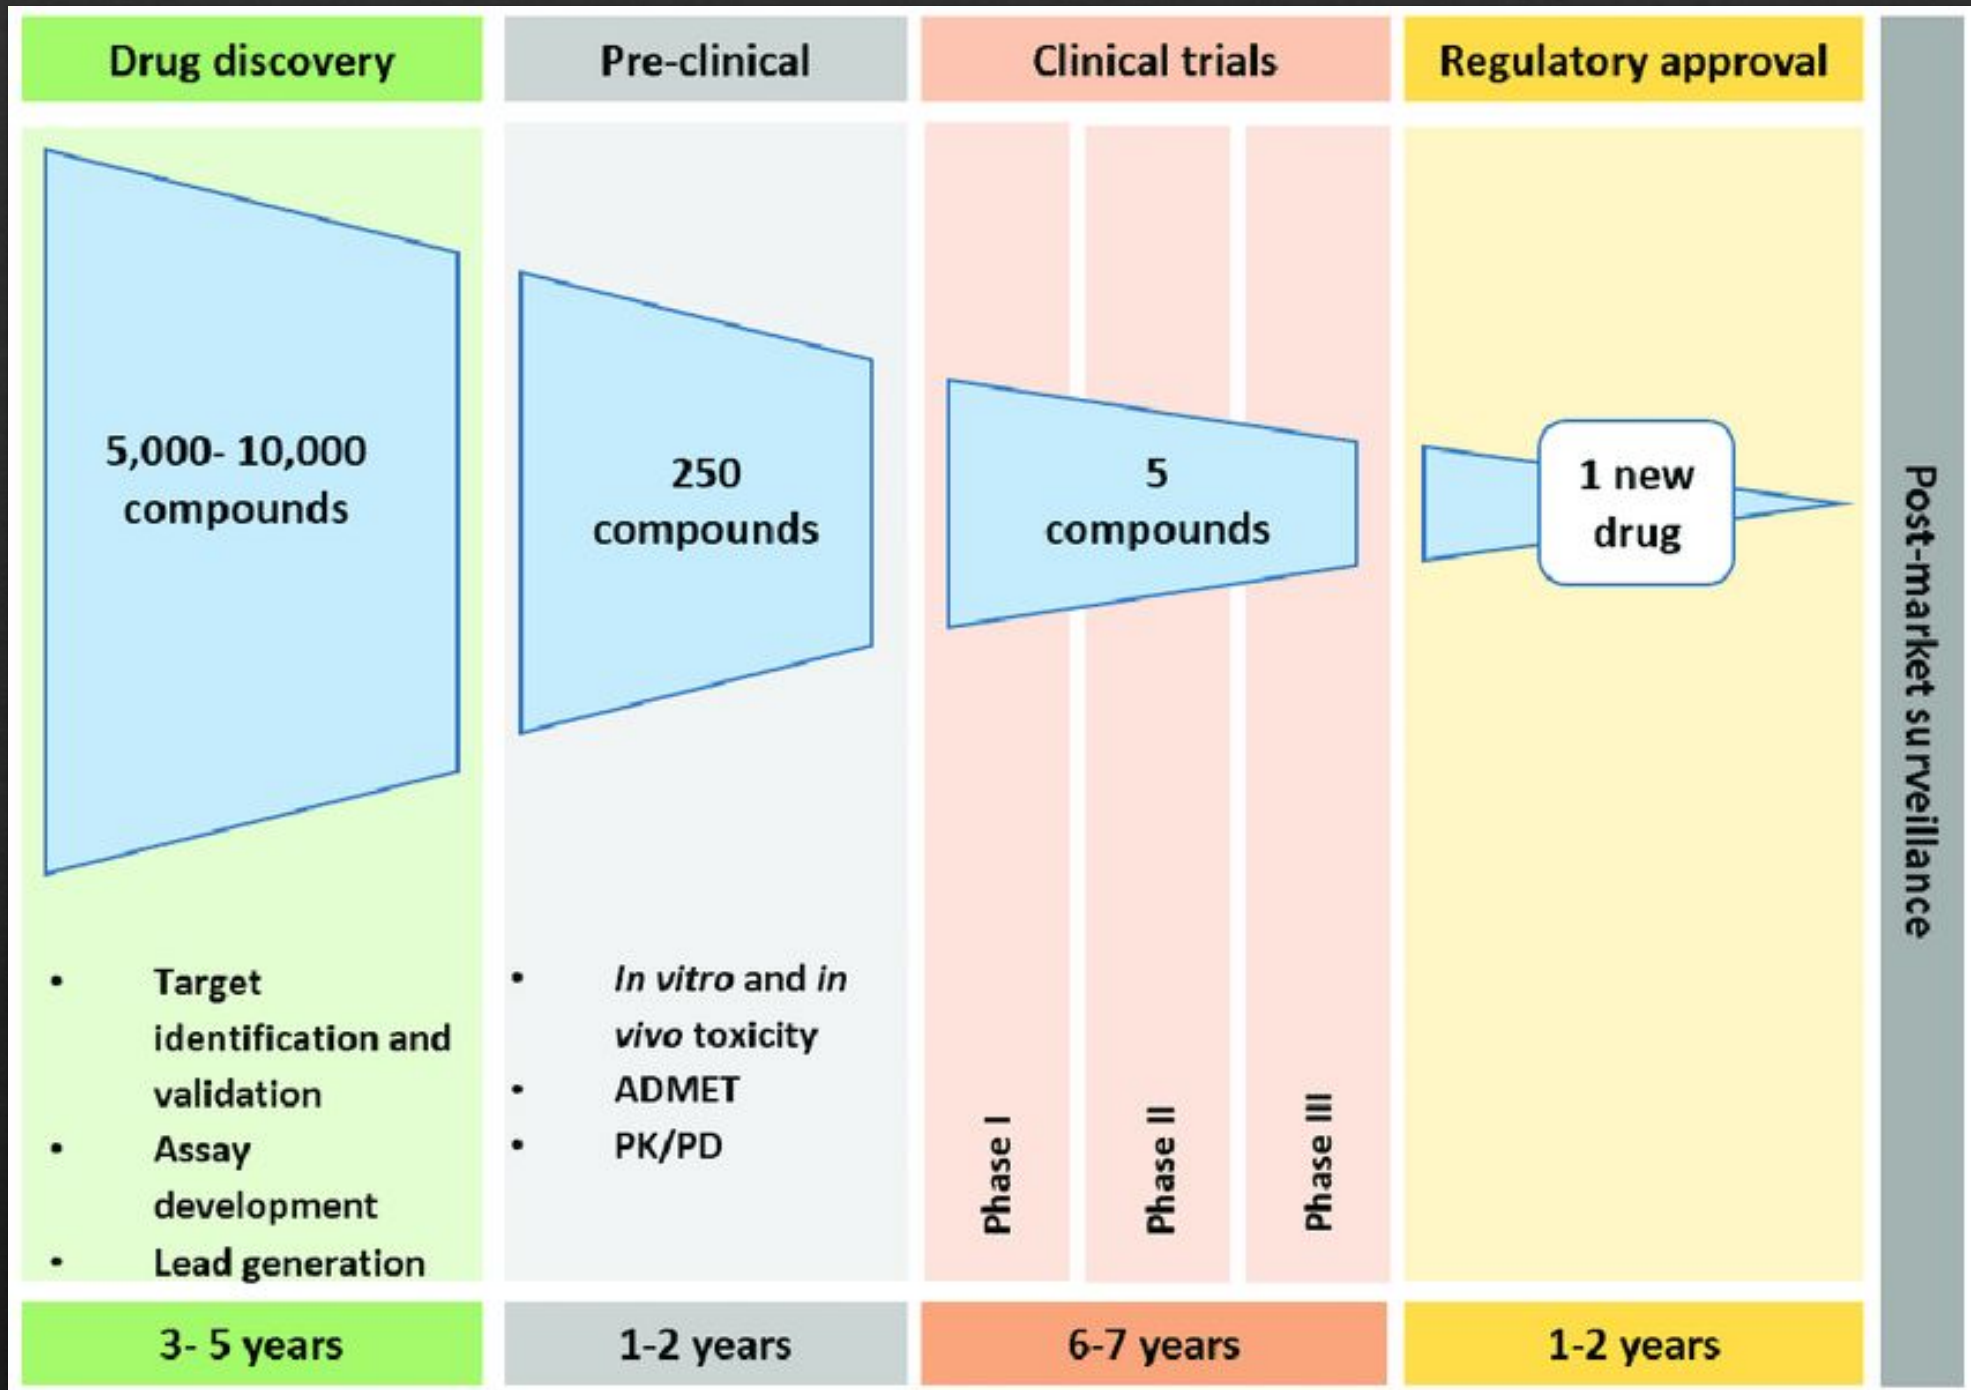 Drug discovery
Pre-clinical
Clinical trials
Regulatory approval
5,000- 10,000
compounds
250
compounds
5
compounds
1 new
drug
• Target
identification and
validation
• Assay
development
• Lead generation
• In vitro and in
vivo toxicity
• ADMET
• PK/PD
Phase I
Phase II
Phase III
3- 5 years
1-2 years
6-7 years
1-2 years
Post-market surveillance